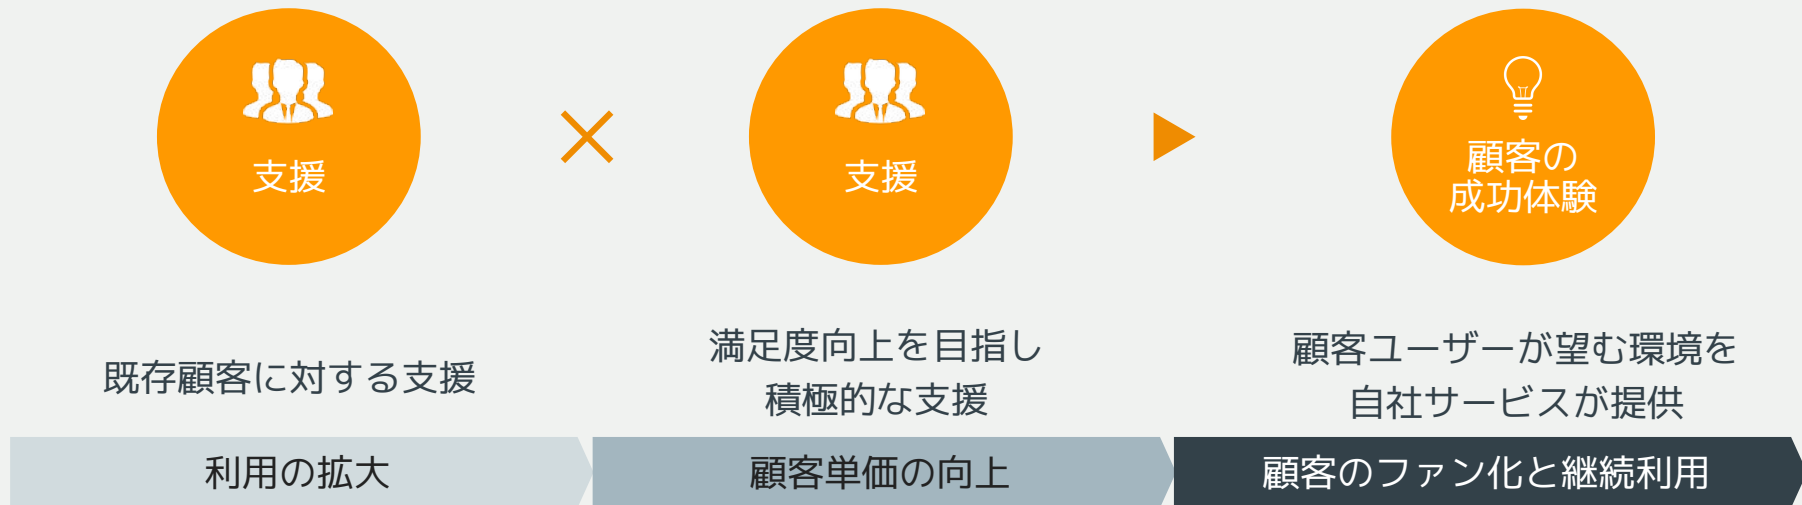 支援
支援
顧客の
成功体験
既存顧客に対する支援
満足度向上を目指し
積極的な支援
顧客ユーザーが望む環境を
自社サービスが提供
利用の拡大
顧客単価の向上
顧客のファン化と継続利用